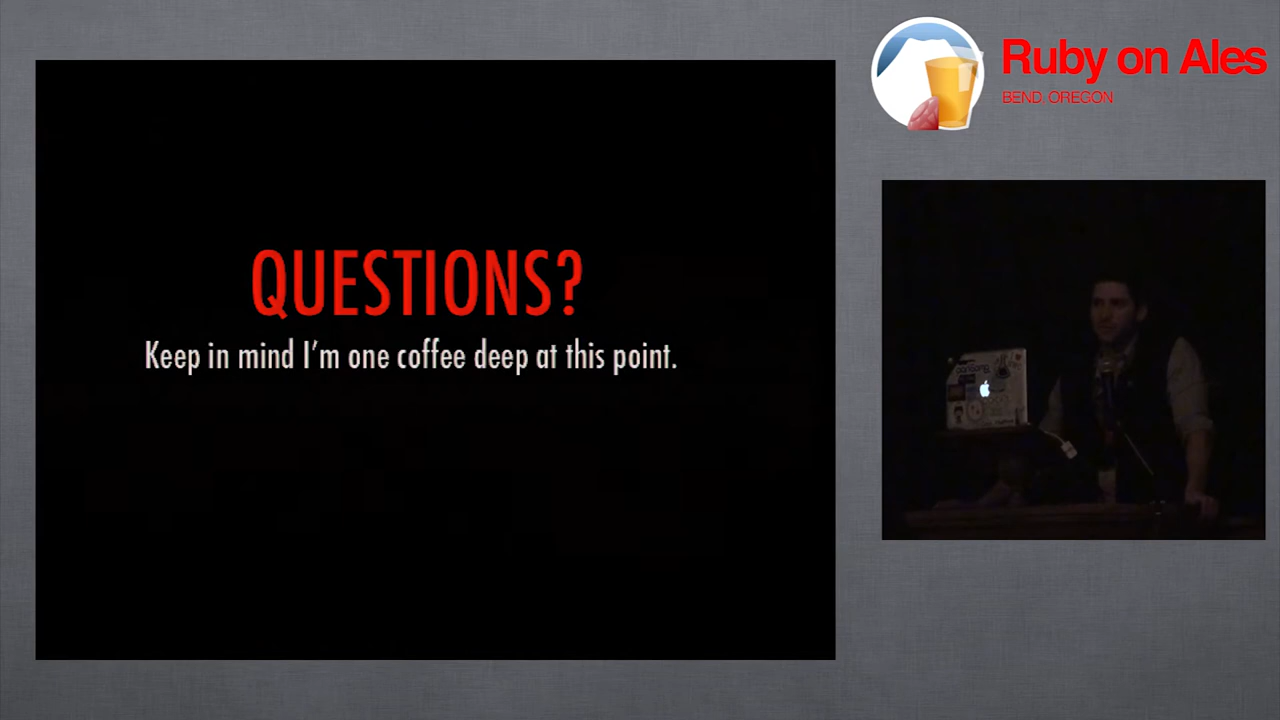 Ruby on Ales
BEND, OREGON
QUESTIONS?
Keep in mind I'm one coffee deep at this point.